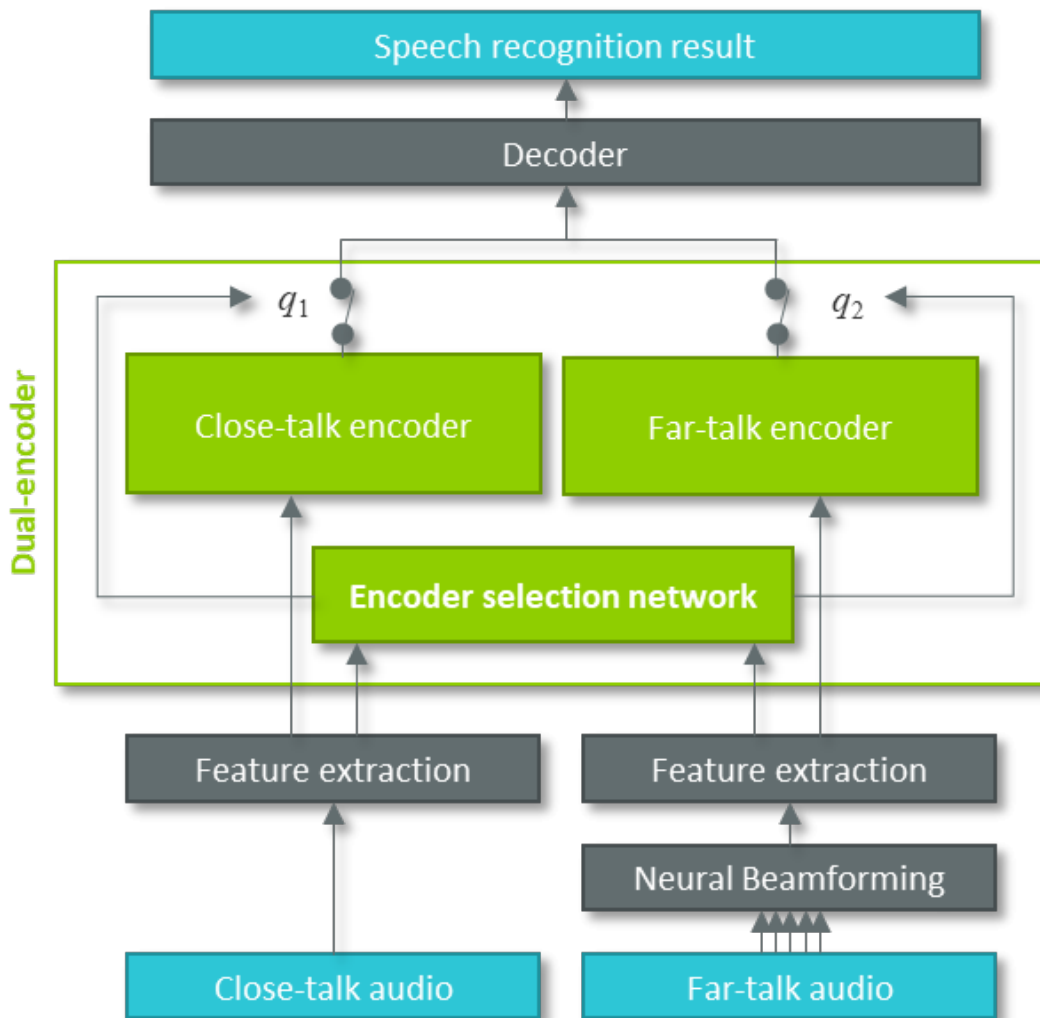 Speech recognition result
Decoder
q1
q2
Close-talk encoder
Far-talk encoder
Dual-encoder
Encoder selection network
Feature extraction
Feature extraction
Neural Beamforming
Close-talk audio
Far-talk audio